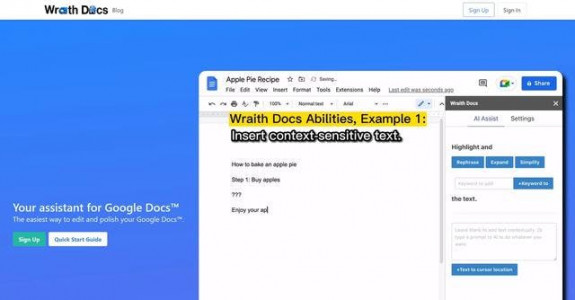 Wraith Docs Blog
Sign Up Sign In
Apple Pie Recipe Saving...
File Edit View Insert Format Tools Extensions Help Last edit was seconds ago
Share
100% Normal text Arial
Wraith Docs Abilities, Example 1:
Insert context-sensitive text.
How to bake an apple pie
Step 1: Buy apples
???
Enjoy your ap
Wraith Docs
AI Assist Settings
Highlight and
Rephrase Expand Simplify
Keyword to add +Keyword to
the text.
+Text to cursor location
Your assistant for Google Docs™
The easiest way to edit and polish your Google Docs™.
Sign Up Quick Start Guide